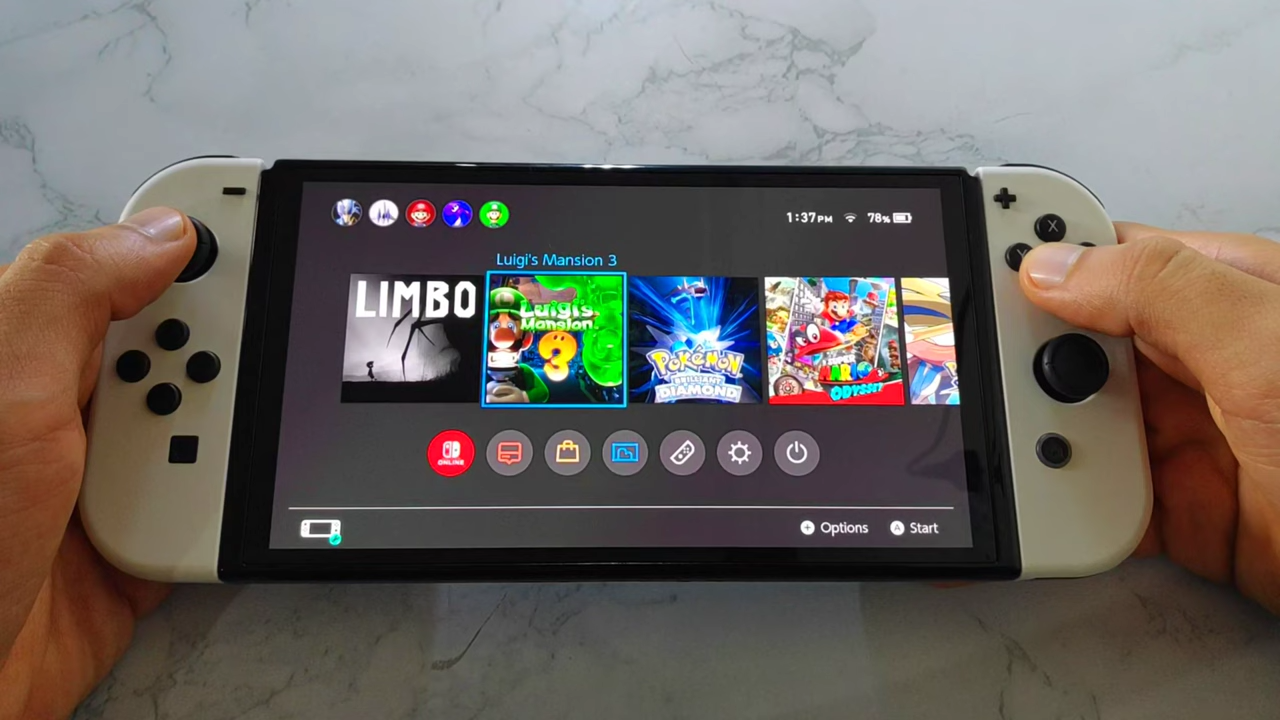 1:37PM 78%
Luigi's Mansion 3
LIMBO
Luigi's
Mansion
3
POKÉMON
BRILLIANT
DIAMOND
SUPER
MARIO
ODYSSEY
ONLINE
+ Options A Start
X
Y